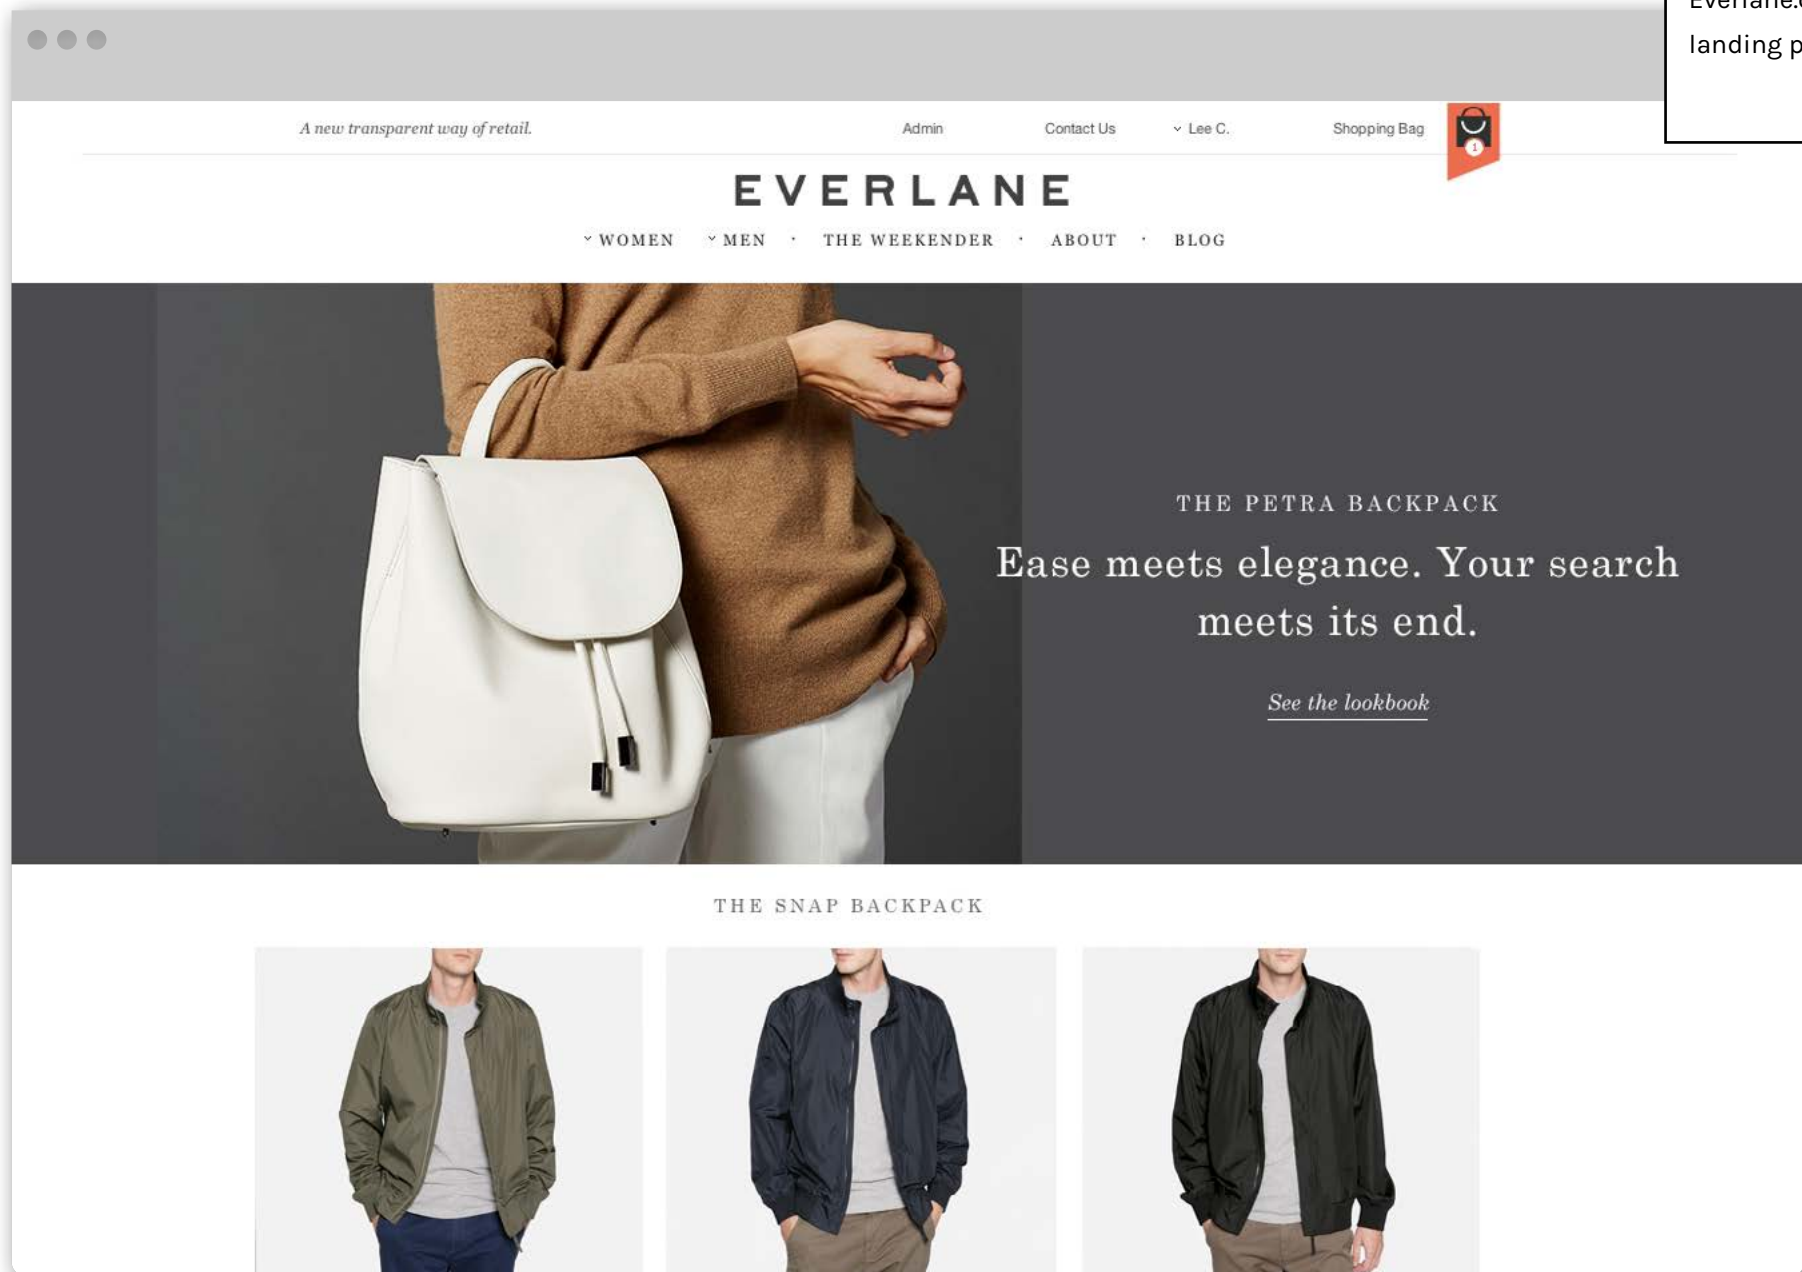 landing
A new transparent way of retail.
Admin
Contact Us
Lee C.
Shopping Bag
1
EVERLANE
WOMEN
MEN · THE WEEKENDER · ABOUT · BLOG
THE PETRA BACKPACK
Ease meets elegance. Your search
meets its end.
See the lookbook
THE SNAP BACKPACK